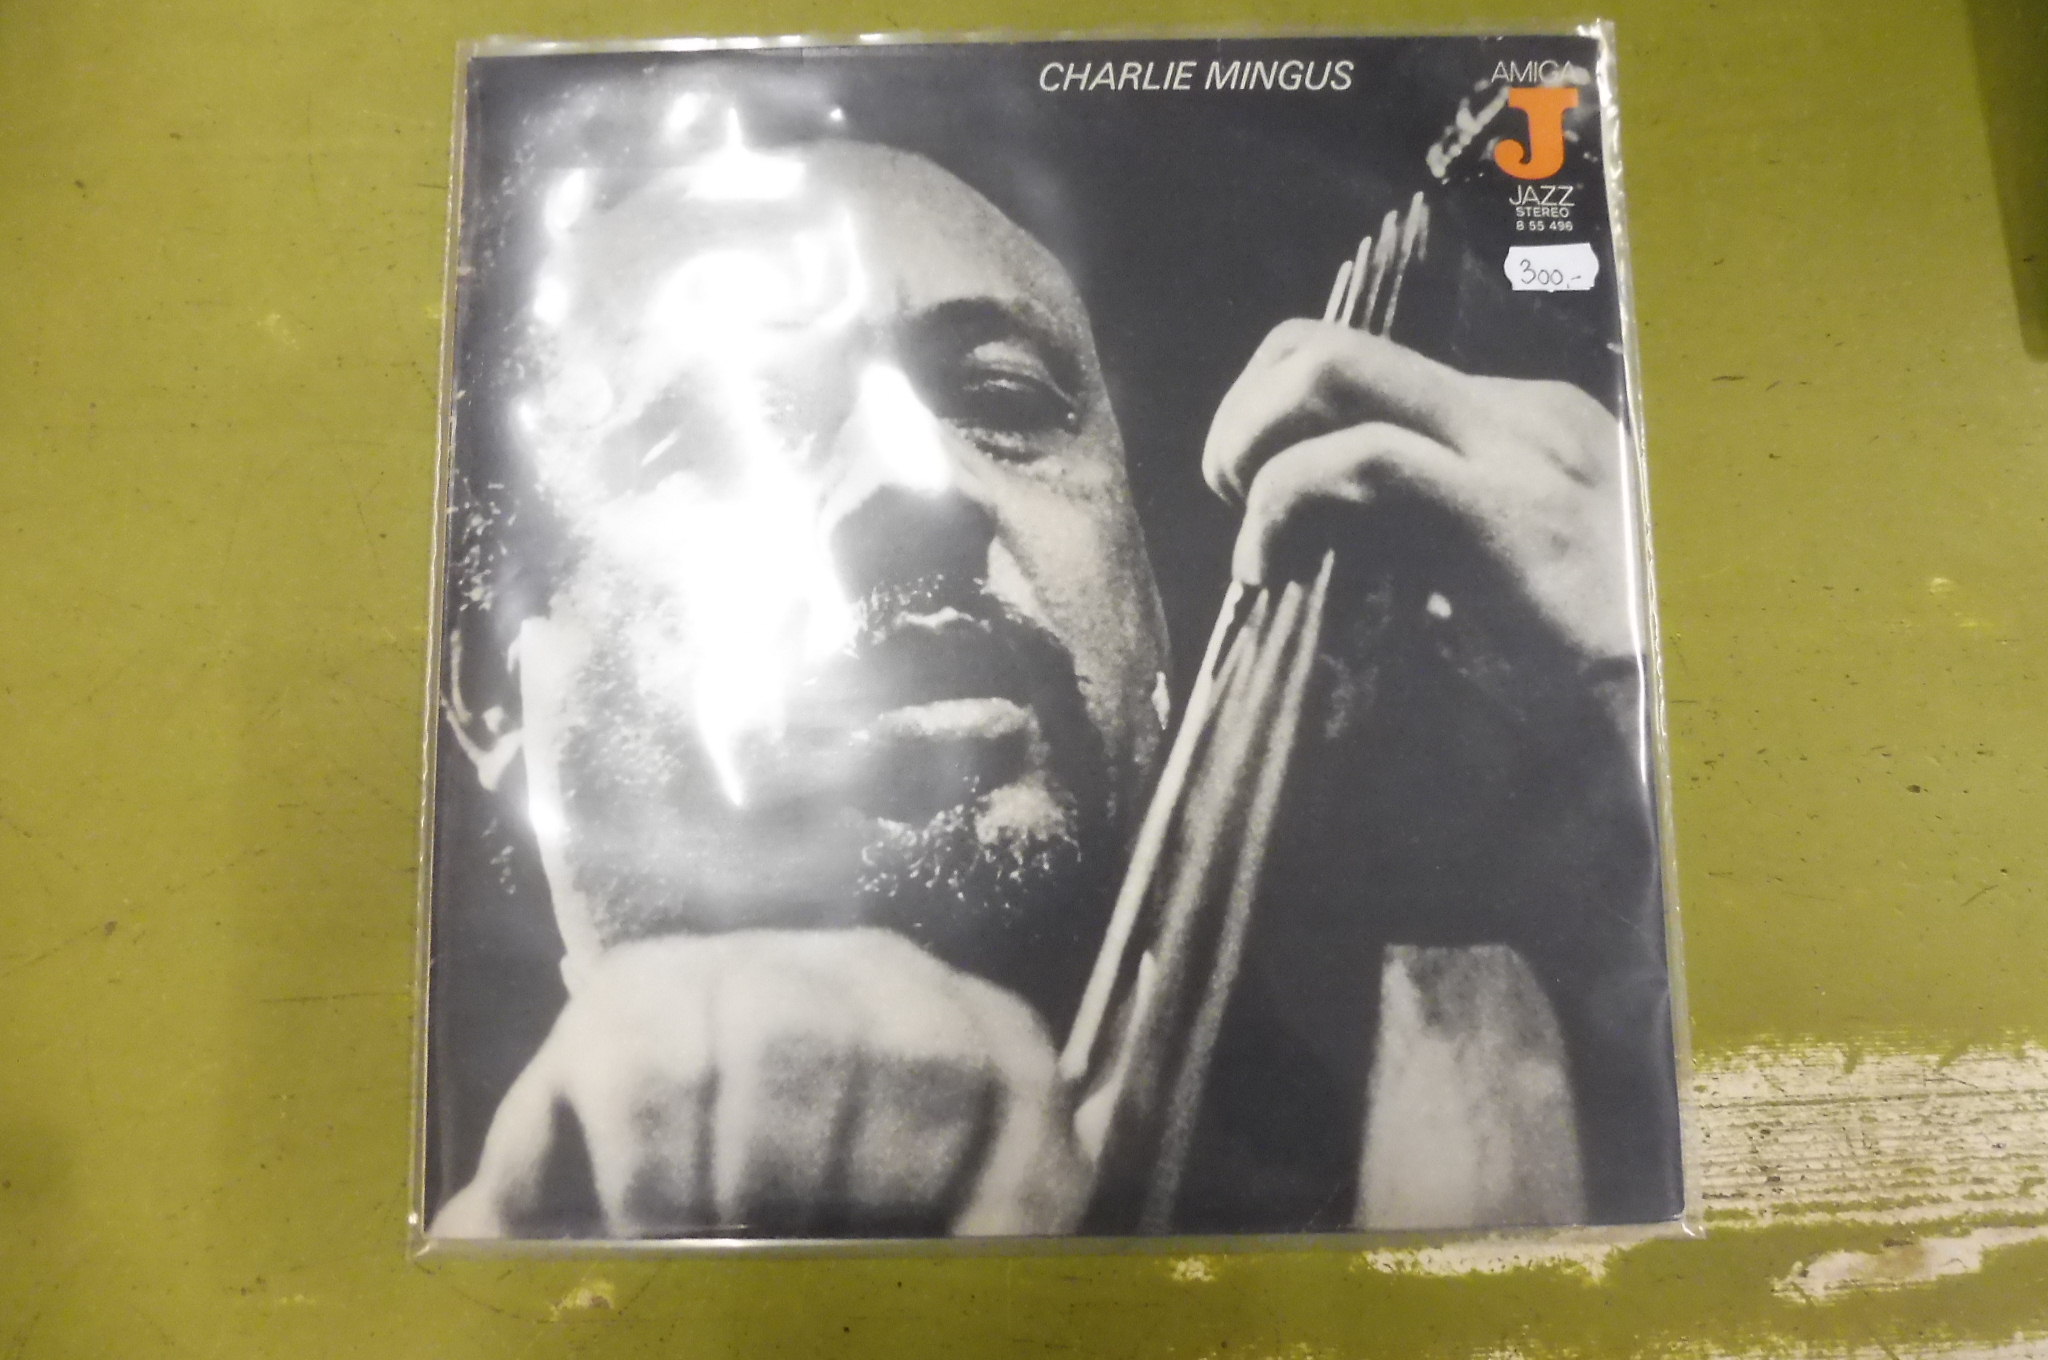 CHARLIE MINGUS
AMIGA
J
JAZZ
STEREO
8 55 496
300,-